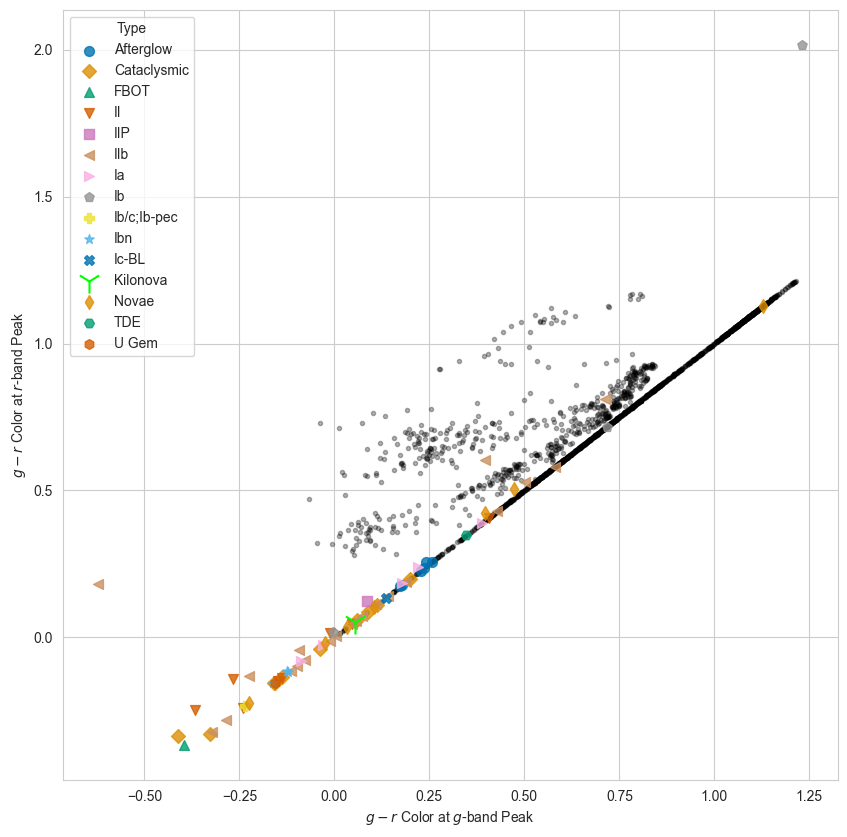 Type
Afterglow
Cataclysmic
FBOT
II
IIP
IIb
Ia
Ib
Ib/c;Ib-pec
Ibn
Ic-BL
Kilonova
Novae
TDE
U Gem
2.0
1.5
1.0
0.5
0.0
g − r Color at r-band Peak
−0.50 −0.25 0.00 0.25 0.50 0.75 1.00 1.25
g − r Color at g-band Peak